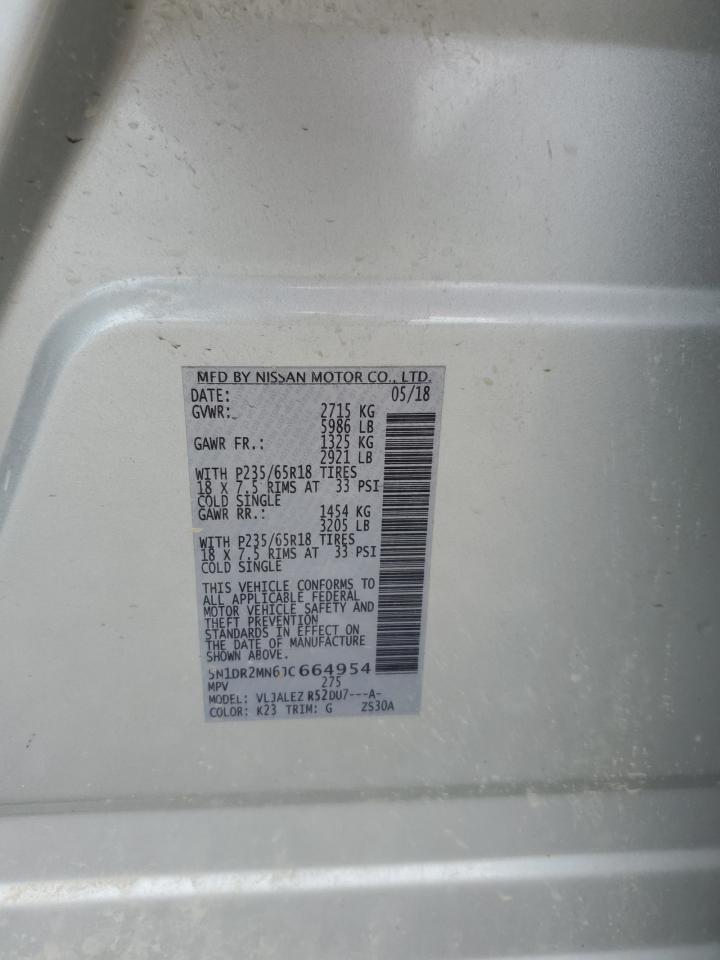 MFD BY NISSAN MOTOR CO., LTD.
DATE: 05/18
GVWR: 2715 KG
5986 LB
GAWR FR.: 1325 KG
2921 LB
WITH P235/65R18 TIRES
18 X 7.5 RIMS AT 33 PSI
COLD SINGLE
GAWR RR.: 1454 KG
3205 LB
WITH P235/65R18 TIRES
18 X 7.5 RIMS AT 33 PSI
COLD SINGLE
THIS VEHICLE CONFORMS TO
ALL APPLICABLE FEDERAL
MOTOR VEHICLE SAFETY AND
THEFT PREVENTION
STANDARDS IN EFFECT ON
THE DATE OF MANUFACTURE
SHOWN ABOVE.
5N1DR2MN6JC664954
MPV 275
MODEL: VLJALEZ R52DU7---A-
COLOR: K23 TRIM: G ZS30A